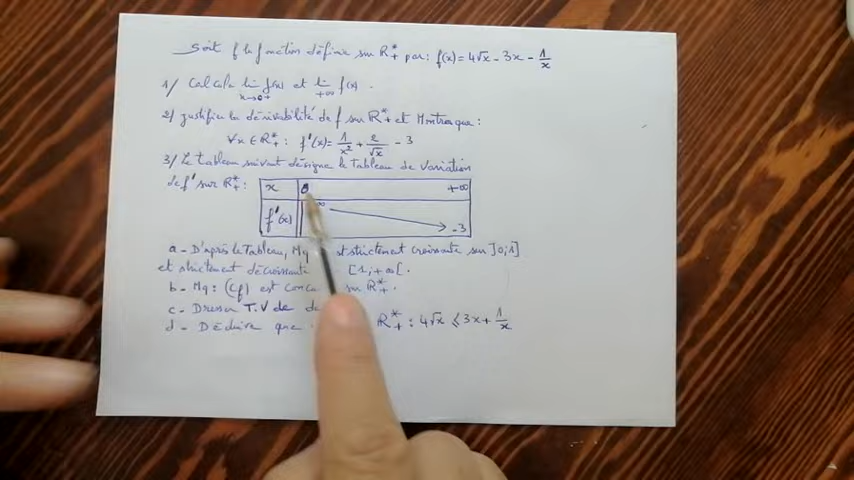 Soit f la fonction définie sur ℝ*₊ par: f(x) = 4√x - 3x - 1/x
1/ Calculer lim x→0⁺ f(x) et lim +∞ f(x).
2/ justifier la dérivabilité de f sur ℝ*₊ et Montrer que:
∀x ∈ ℝ*₊: f'(x) = 1/x² + 2/√x - 3
3/ Le tableau suivant désigne le Tableau de Variation
de f' sur ℝ*₊:
x 0 +∞
f'(x) ∞ -3
a - D'après le Tableau, Mq st strictement croissante sur ]0;1]
et strictement décroissante [1;+∞[.
b - Mq: (Cf) est conca sur ℝ*₊.
c - Dresser T.V de
d - Déduire que ℝ*₊: 4√x ≤ 3x + 1/x